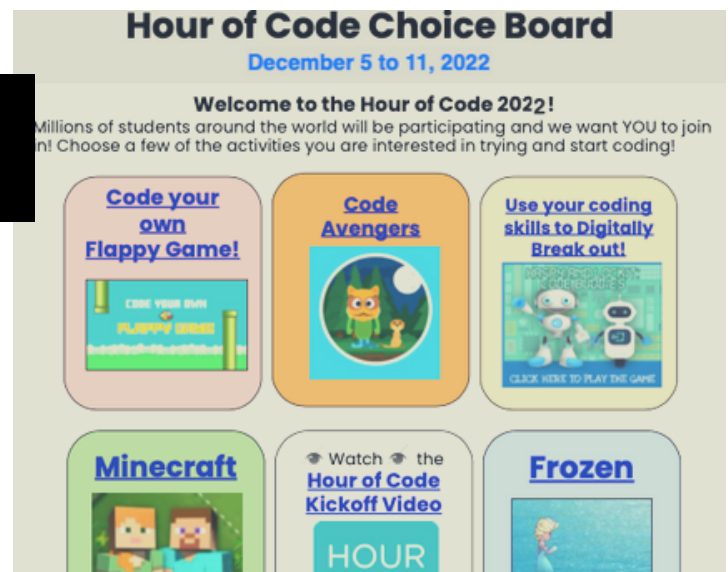 Hour of Code Choice Board
December 5 to 11, 2022
Welcome to the Hour of Code 2022!
Millions of students around the world will be participating and we want YOU to join
in! Choose a few of the activities you are interested in trying and start coding!
Code your
own
Flappy Game!
CODE YOUR OWN
FLAPPY GAME
Code
Avengers
Use your coding
skills to Digitally
Break out!
CODEBUDDIES
CLICK HERE TO PLAY THE GAME
Minecraft
Watch the
Hour of Code
Kickoff Video
HOUR
Frozen